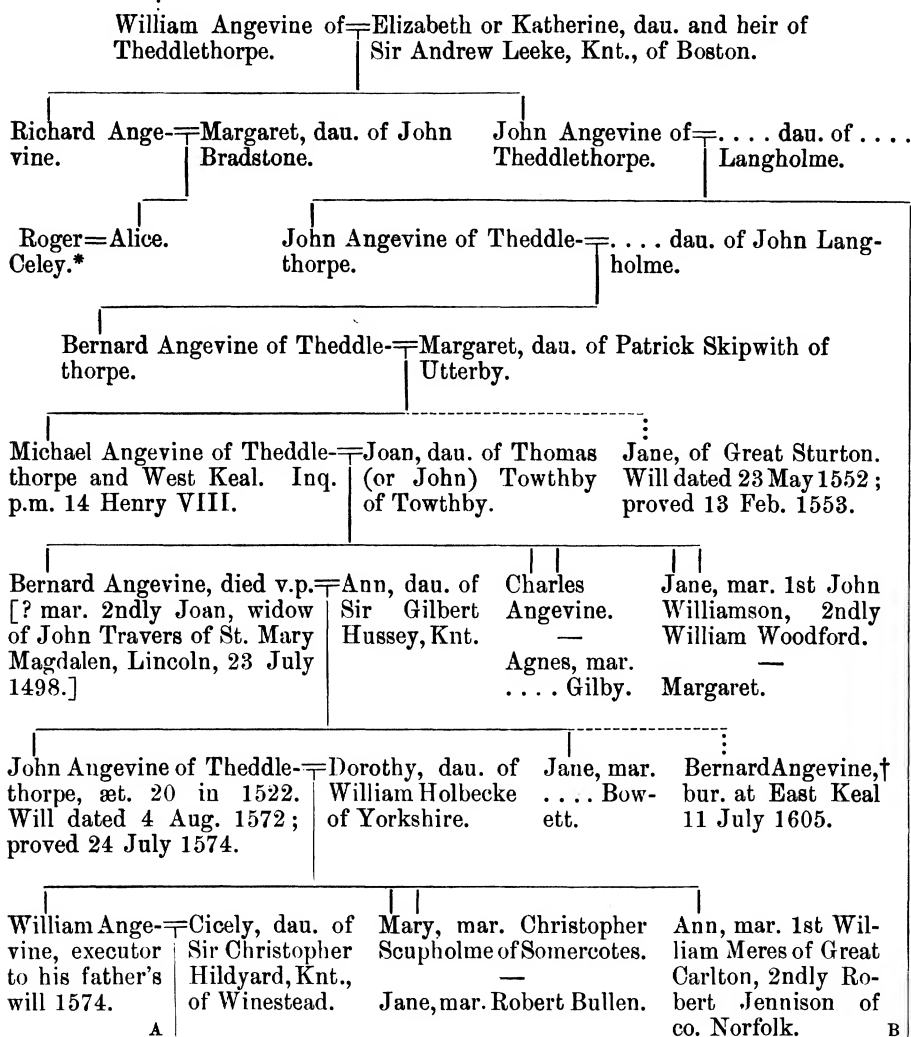 William Angevine of=Elizabeth or Katherine, dau. and heir of
Theddlethorpe. Sir Andrew Leeke, Knt., of Boston.
Richard Ange-=Margaret, dau. of John
vine. Bradstone.
John Angevine of=. . . . dau. of . . . .
Theddlethorpe. Langholme.
Roger=Alice.
Celey.*
John Angevine of Theddle-=. . . . dau. of John Lang-
thorpe. holme.
Bernard Angevine of Theddle-=Margaret, dau. of Patrick Skipwith of
thorpe. Utterby.
Michael Angevine of Theddle-=Joan, dau. of Thomas
thorpe and West Keal. Inq. (or John) Towthby
p.m. 14 Henry VIII. of Towthby.
Jane, of Great Sturton.
Will dated 23 May 1552;
proved 13 Feb. 1553.
Bernard Angevine, died v.p.=Ann, dau. of
[? mar. 2ndly Joan, widow Sir Gilbert
of John Travers of St. Mary Hussey, Knt.
Magdalen, Lincoln, 23 July
1498.]
Charles
Angevine.
—
Agnes, mar.
. . . . Gilby.
Jane, mar. 1st John
Williamson, 2ndly
William Woodford.
—
Margaret.
John Angevine of Theddle-=Dorothy, dau. of
thorpe, æt. 20 in 1522. William Holbecke
Will dated 4 Aug. 1572; of Yorkshire.
proved 24 July 1574.
Jane, mar.
. . . . Bow-
ett.
Bernard Angevine,†
bur. at East Keal
11 July 1605.
William Ange-=Cicely, dau. of
vine, executor Sir Christopher
to his father's Hildyard, Knt.,
will 1574. of Winestead.
A
Mary, mar. Christopher
Scupholme of Somercotes.
—
Jane, mar. Robert Bullen.
Ann, mar. 1st Wil-
liam Meres of Great
Carlton, 2ndly Ro-
bert Jennison of
co. Norfolk.
B